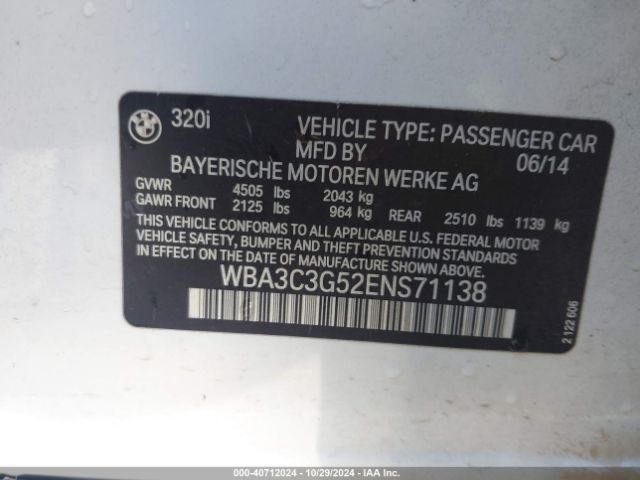 BMW
320i
VEHICLE TYPE: PASSENGER CAR
MFD BY 06/14
BAYERISCHE MOTOREN WERKE AG
GVWR 4505 lbs 2043 kg
GAWR FRONT 2125 lbs 964 kg REAR 2510 lbs 1139 kg
THIS VEHICLE CONFORMS TO ALL APPLICABLE U.S. FEDERAL MOTOR
VEHICLE SAFETY, BUMPER AND THEFT PREVENTION STANDARDS
IN EFFECT ON THE DATE OF MANUFACTURE SHOWN ABOVE.
WBA3C3G52ENS71138
2 122 606
000-40712024 - 10/29/2024 - IAA Inc.